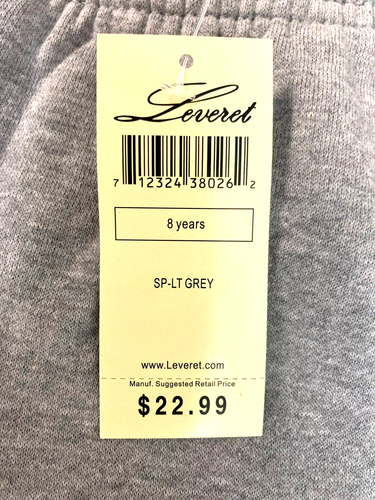 Leveret
7 12324 38026 2
8 years
SP-LT GREY
www.Leveret.com
Manuf. Suggested Retail Price
$22.99